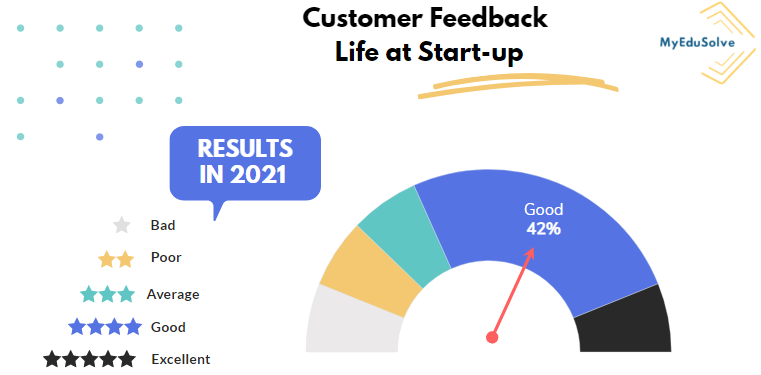 Customer Feedback
Life at Start-up
MyEduSolve
RESULTS
IN 2021
Bad
Poor
Average
Good
Excellent
Good
42%